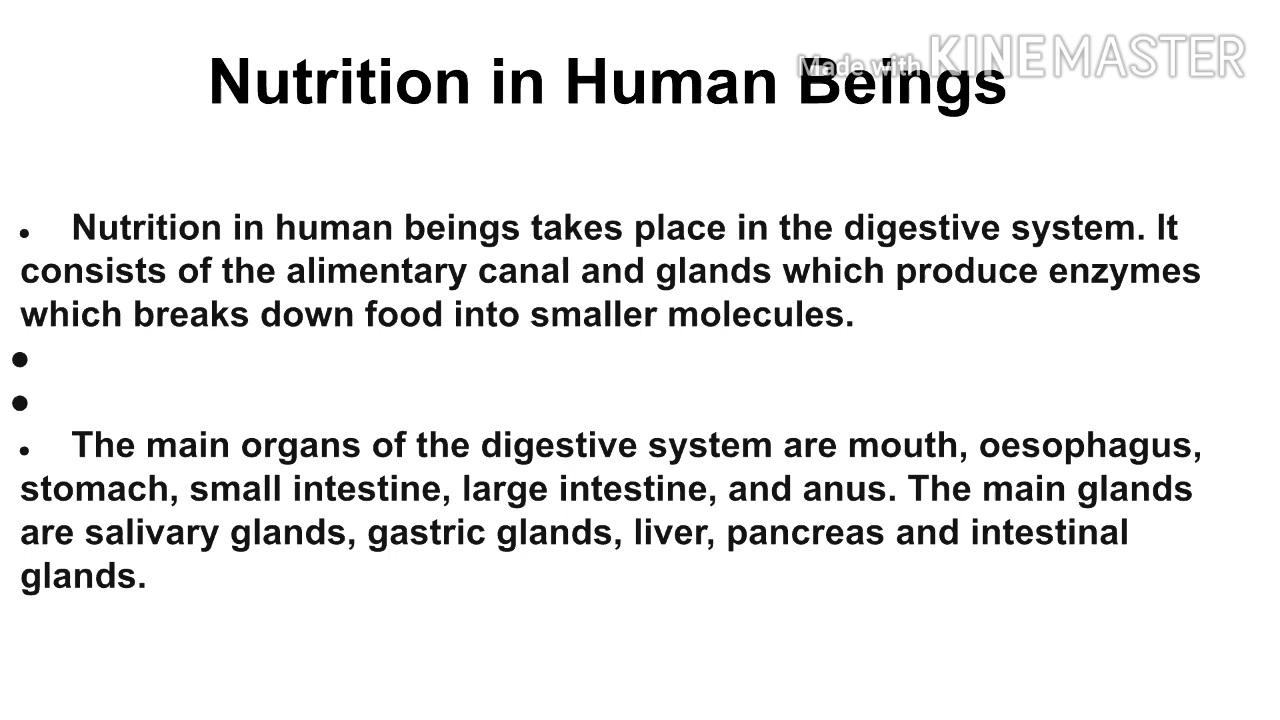 Made with KINEMASTER
Nutrition in Human Beings
• Nutrition in human beings takes place in the digestive system. It
consists of the alimentary canal and glands which produce enzymes
which breaks down food into smaller molecules.
•
•
• The main organs of the digestive system are mouth, oesophagus,
stomach, small intestine, large intestine, and anus. The main glands
are salivary glands, gastric glands, liver, pancreas and intestinal
glands.